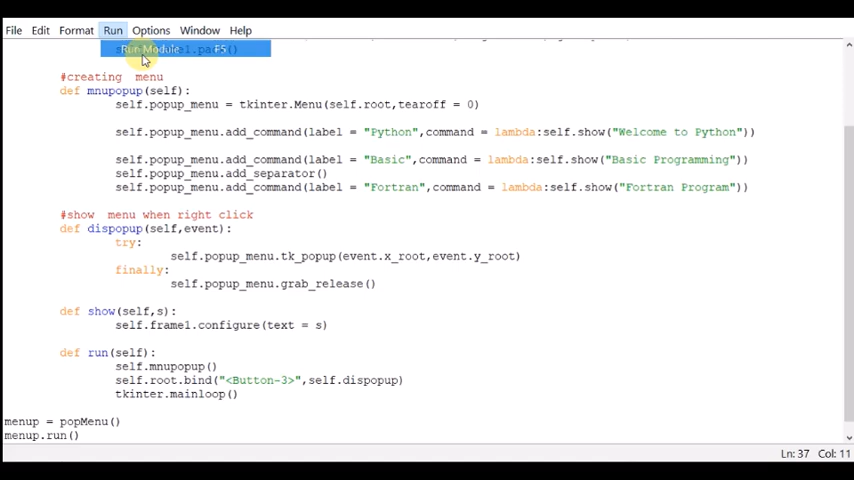 File Edit Format Run Options Window Help
Run Module F5
#creating menu
def mnupopup(self):
self.popup_menu = tkinter.Menu(self.root,tearoff = 0)
self.popup_menu.add_command(label = "Python",command = lambda:self.show("Welcome to Python"))
self.popup_menu.add_command(label = "Basic",command = lambda:self.show("Basic Programming"))
self.popup_menu.add_separator()
self.popup_menu.add_command(label = "Fortran",command = lambda:self.show("Fortran Program"))
#show menu when right click
def dispopup(self,event):
try:
self.popup_menu.tk_popup(event.x_root,event.y_root)
finally:
self.popup_menu.grab_release()
def show(self,s):
self.frame1.configure(text = s)
def run(self):
self.mnupopup()
self.root.bind("<Button-3>",self.dispopup)
tkinter.mainloop()
menup = popMenu()
menup.run()
Ln: 37 Col: 11